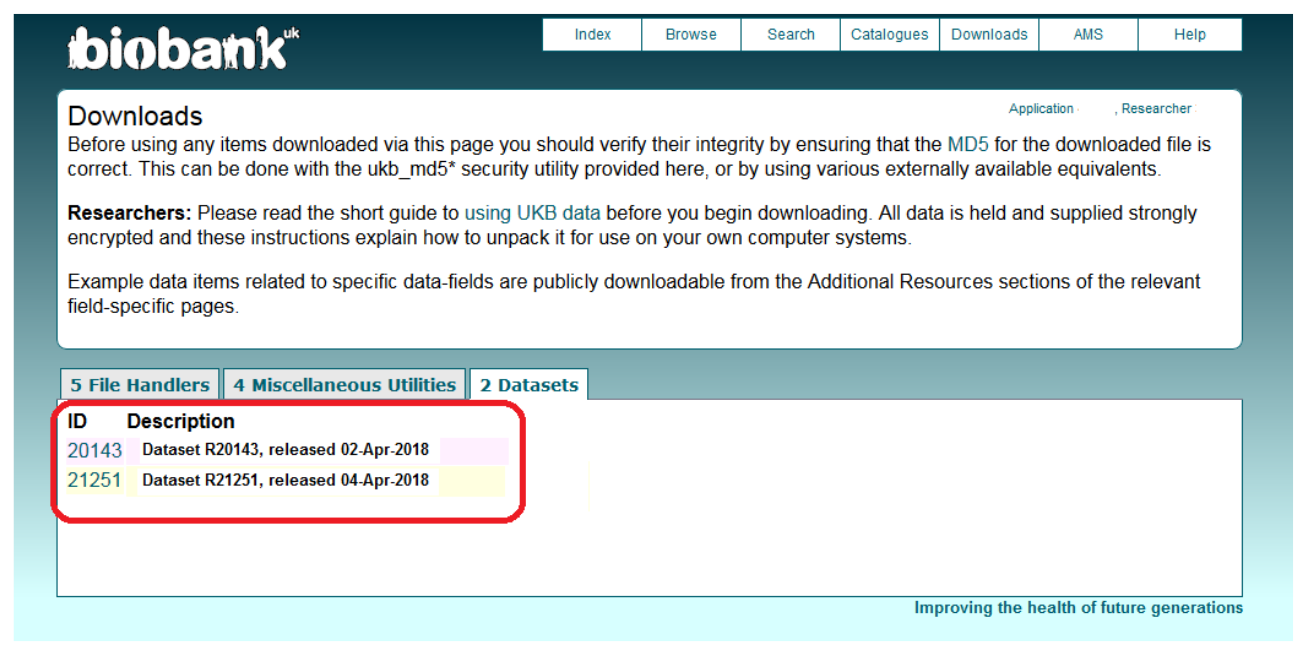 biobank uk
Index Browse Search Catalogues Downloads AMS Help
Downloads
Application , Researcher
Before using any items downloaded via this page you should verify their integrity by ensuring that the MD5 for the downloaded file is
correct. This can be done with the ukb_md5* security utility provided here, or by using various externally available equivalents.
Researchers: Please read the short guide to using UKB data before you begin downloading. All data is held and supplied strongly
encrypted and these instructions explain how to unpack it for use on your own computer systems.
Example data items related to specific data-fields are publicly downloadable from the Additional Resources sections of the relevant
field-specific pages.
5 File Handlers 4 Miscellaneous Utilities 2 Datasets
ID Description
20143 Dataset R20143, released 02-Apr-2018
21251 Dataset R21251, released 04-Apr-2018
Improving the health of future generations